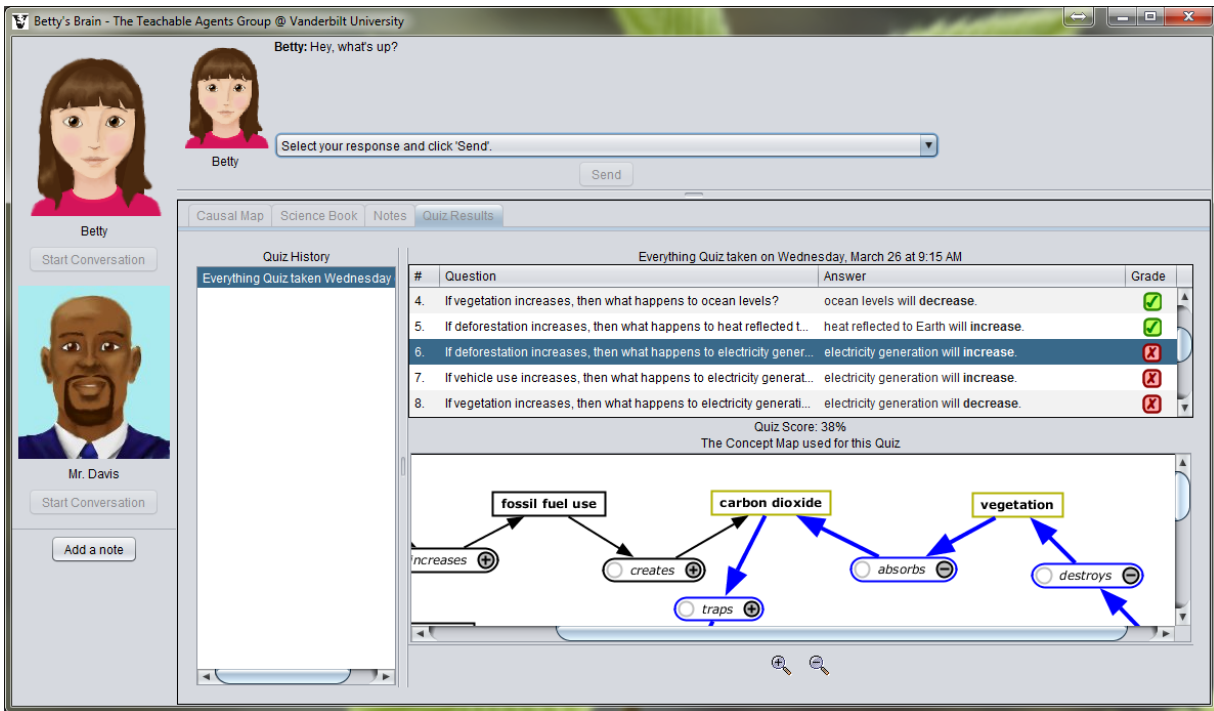 Betty's Brain - The Teachable Agents Group @ Vanderbilt University
Betty: Hey, what's up?
Betty
Select your response and click 'Send'.
Send
Betty
Start Conversation
Mr. Davis
Start Conversation
Add a note
Causal Map Science Book Notes Quiz Results
Quiz History
Everything Quiz taken Wednesday
Everything Quiz taken on Wednesday, March 26 at 9:15 AM
# Question Answer Grade
4. If vegetation increases, then what happens to ocean levels? ocean levels will decrease.
5. If deforestation increases, then what happens to heat reflected t... heat reflected to Earth will increase.
6. If deforestation increases, then what happens to electricity gener... electricity generation will increase.
7. If vehicle use increases, then what happens to electricity generat... electricity generation will increase.
8. If vegetation increases, then what happens to electricity generati... electricity generation will decrease.
Quiz Score: 38%
The Concept Map used for this Quiz
fossil fuel use
carbon dioxide
vegetation
increases
creates
absorbs
destroys
traps